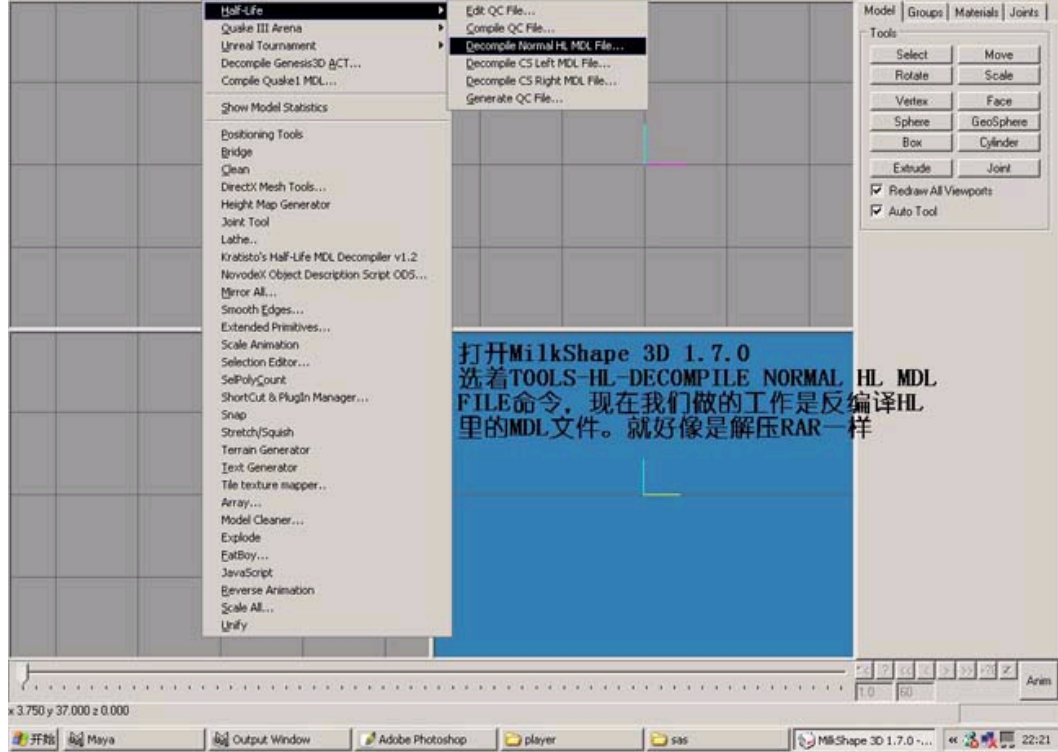 Half-Life
Quake III Arena
Unreal Tournament
Decompile Genesis3D ACT...
Compile Quake1 MDL...
Show Model Statistics
Positioning Tools
Bridge
Clean
DirectX Mesh Tools...
Height Map Generator
Joint Tool
Lathe..
Kratisto's Half-Life MDL Decompiler v1.2
NovodeX Object Description Script ODS...
Mirror All...
Smooth Edges...
Extended Primitives...
Scale Animation
Selection Editor...
SelPolyCount
ShortCut & PlugIn Manager...
Snap
Stretch/Squish
Terrain Generator
Text Generator
Tile texture mapper..
Array...
Model Cleaner...
Explode
FatBoy...
JavaScript
Reverse Animation
Scale All...
Unify
Edit QC File...
Compile QC File...
Decompile Normal HL MDL File...
Decompile CS Left MDL File...
Decompile CS Right MDL File...
Generate QC File...
Model Groups Materials Joints
Tools
Select Move
Rotate Scale
Vertex Face
Sphere GeoSphere
Box Cylinder
Extrude Joint
Redraw All Viewports
Auto Tool
打开MilkShape 3D 1.7.0
选着TOOLS-HL-DECOMPILE NORMAL HL MDL
FILE命令，现在我们做的工作是反编译HL
里的MDL文件。就好像是解压RAR一样
1.0 60 Anim
x 3.750 y 37.000 z 0.000
开始 Maya Output Window Adobe Photoshop player sas MilkShape 3D 1.7.0 -... 22:21